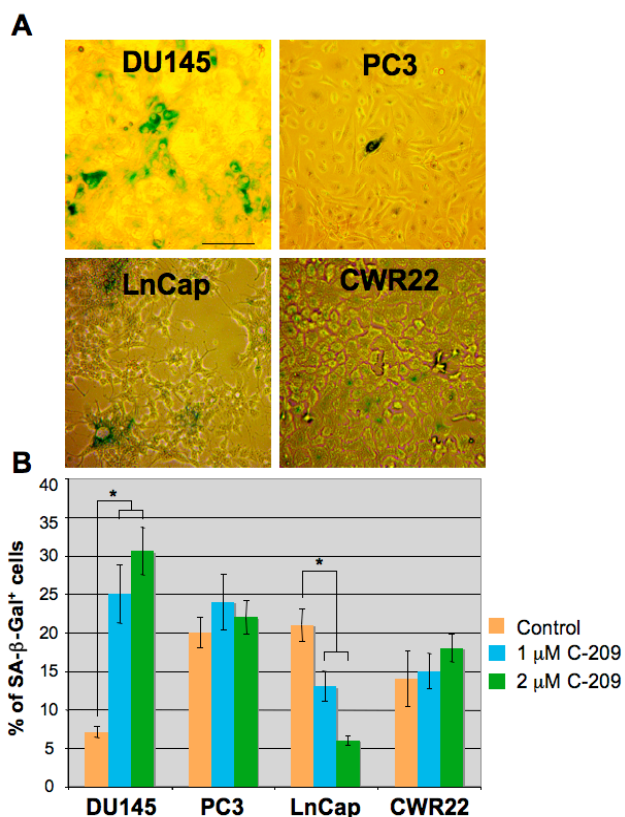 A
DU145 PC3
LnCap CWR22
B
% of SA-β-Gal⁺ cells
40
35
30
25
20
15
10
5
0
*
*
DU145 PC3 LnCap CWR22
Control
1 μM C-209
2 μM C-209